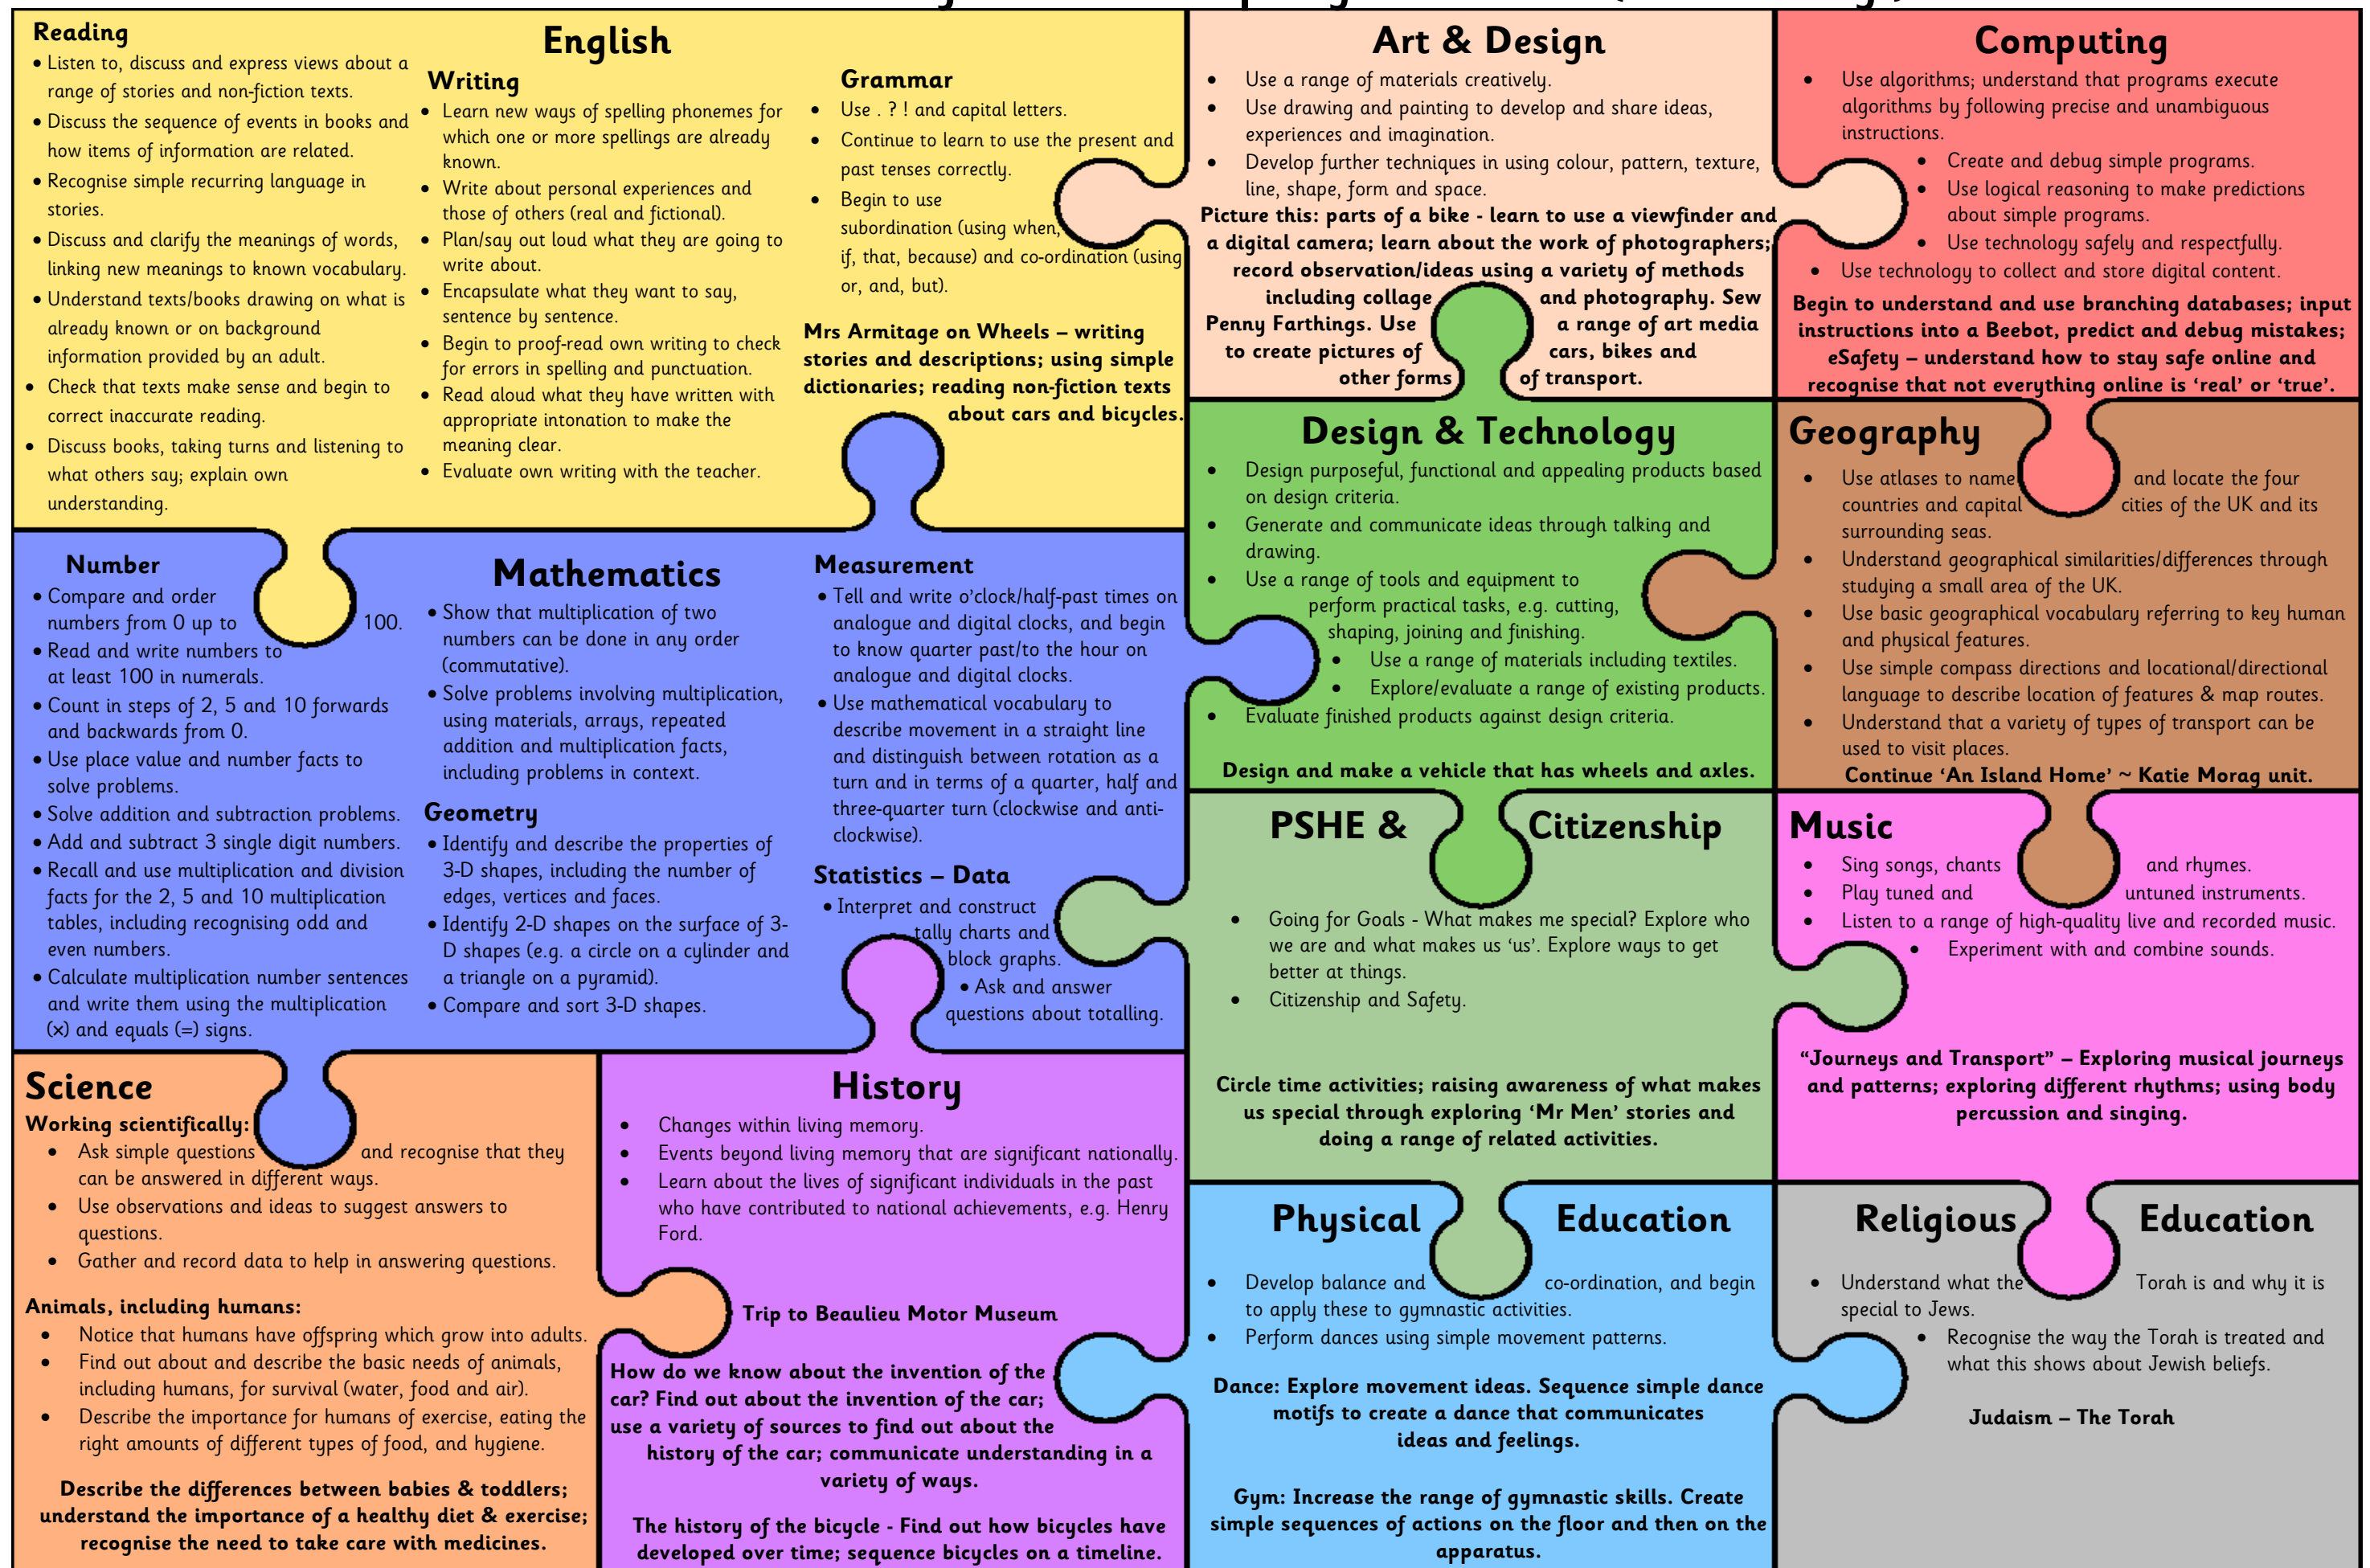 Reading
• Listen to, discuss and express views about a
range of stories and non-fiction texts.
• Discuss the sequence of events in books and
how items of information are related.
• Recognise simple recurring language in
stories.
• Discuss and clarify the meanings of words,
linking new meanings to known vocabulary.
• Understand texts/books drawing on what is
already known or on background
information provided by an adult.
• Check that texts make sense and begin to
correct inaccurate reading.
• Discuss books, taking turns and listening to
what others say; explain own
understanding.
English
Writing
• Learn new ways of spelling phonemes for
which one or more spellings are already
known.
• Write about personal experiences and
those of others (real and fictional).
• Plan/say out loud what they are going to
write about.
• Encapsulate what they want to say,
sentence by sentence.
• Begin to proof-read own writing to check
for errors in spelling and punctuation.
• Read aloud what they have written with
appropriate intonation to make the
meaning clear.
• Evaluate own writing with the teacher.
Grammar
• Use . ? ! and capital letters.
• Continue to learn to use the present and
past tenses correctly.
• Begin to use
subordination (using when,
if, that, because) and co-ordination (using
or, and, but).
Mrs Armitage on Wheels – writing
stories and descriptions; using simple
dictionaries; reading non-fiction texts
about cars and bicycles.
Art & Design
• Use a range of materials creatively.
• Use drawing and painting to develop and share ideas,
experiences and imagination.
• Develop further techniques in using colour, pattern, texture,
line, shape, form and space.
Picture this: parts of a bike - learn to use a viewfinder and
a digital camera; learn about the work of photographers;
record observation/ideas using a variety of methods
including collage and photography. Sew
Penny Farthings. Use a range of art media
to create pictures of cars, bikes and
other forms of transport.
Computing
• Use algorithms; understand that programs execute
algorithms by following precise and unambiguous
instructions.
• Create and debug simple programs.
• Use logical reasoning to make predictions
about simple programs.
• Use technology safely and respectfully.
• Use technology to collect and store digital content.
Begin to understand and use branching databases; input
instructions into a Beebot, predict and debug mistakes;
eSafety – understand how to stay safe online and
recognise that not everything online is ‘real’ or ‘true’.
Design & Technology
• Design purposeful, functional and appealing products based
on design criteria.
• Generate and communicate ideas through talking and
drawing.
• Use a range of tools and equipment to
perform practical tasks, e.g. cutting,
shaping, joining and finishing.
• Use a range of materials including textiles.
• Explore/evaluate a range of existing products.
• Evaluate finished products against design criteria.
Design and make a vehicle that has wheels and axles.
Geography
• Use atlases to name and locate the four
countries and capital cities of the UK and its
surrounding seas.
• Understand geographical similarities/differences through
studying a small area of the UK.
• Use basic geographical vocabulary referring to key human
and physical features.
• Use simple compass directions and locational/directional
language to describe location of features & map routes.
• Understand that a variety of types of transport can be
used to visit places.
Continue ‘An Island Home’ ~ Katie Morag unit.
Number
• Compare and order
numbers from 0 up to 100.
• Read and write numbers to
at least 100 in numerals.
• Count in steps of 2, 5 and 10 forwards
and backwards from 0.
• Use place value and number facts to
solve problems.
• Solve addition and subtraction problems.
• Add and subtract 3 single digit numbers.
• Recall and use multiplication and division
facts for the 2, 5 and 10 multiplication
tables, including recognising odd and
even numbers.
• Calculate multiplication number sentences
and write them using the multiplication
(×) and equals (=) signs.
Mathematics
• Show that multiplication of two
numbers can be done in any order
(commutative).
• Solve problems involving multiplication,
using materials, arrays, repeated
addition and multiplication facts,
including problems in context.
Geometry
• Identify and describe the properties of
3-D shapes, including the number of
edges, vertices and faces.
• Identify 2-D shapes on the surface of 3-
D shapes (e.g. a circle on a cylinder and
a triangle on a pyramid).
• Compare and sort 3-D shapes.
Measurement
• Tell and write o’clock/half-past times on
analogue and digital clocks, and begin
to know quarter past/to the hour on
analogue and digital clocks.
• Use mathematical vocabulary to
describe movement in a straight line
and distinguish between rotation as a
turn and in terms of a quarter, half and
three-quarter turn (clockwise and anti-
clockwise).
Statistics – Data
• Interpret and construct
tally charts and
block graphs.
• Ask and answer
questions about totalling.
PSHE & Citizenship
• Going for Goals - What makes me special? Explore who
we are and what makes us ‘us’. Explore ways to get
better at things.
• Citizenship and Safety.
Circle time activities; raising awareness of what makes
us special through exploring ‘Mr Men’ stories and
doing a range of related activities.
Music
• Sing songs, chants and rhymes.
• Play tuned and untuned instruments.
• Listen to a range of high-quality live and recorded music.
• Experiment with and combine sounds.
“Journeys and Transport” – Exploring musical journeys
and patterns; exploring different rhythms; using body
percussion and singing.
Science
Working scientifically:
• Ask simple questions and recognise that they
can be answered in different ways.
• Use observations and ideas to suggest answers to
questions.
• Gather and record data to help in answering questions.
Animals, including humans:
• Notice that humans have offspring which grow into adults.
• Find out about and describe the basic needs of animals,
including humans, for survival (water, food and air).
• Describe the importance for humans of exercise, eating the
right amounts of different types of food, and hygiene.
Describe the differences between babies & toddlers;
understand the importance of a healthy diet & exercise;
recognise the need to take care with medicines.
History
• Changes within living memory.
• Events beyond living memory that are significant nationally.
• Learn about the lives of significant individuals in the past
who have contributed to national achievements, e.g. Henry
Ford.
Trip to Beaulieu Motor Museum
How do we know about the invention of the
car? Find out about the invention of the car;
use a variety of sources to find out about the
history of the car; communicate understanding in a
variety of ways.
The history of the bicycle - Find out how bicycles have
developed over time; sequence bicycles on a timeline.
Physical Education
• Develop balance and co-ordination, and begin
to apply these to gymnastic activities.
• Perform dances using simple movement patterns.
Dance: Explore movement ideas. Sequence simple dance
motifs to create a dance that communicates
ideas and feelings.
Gym: Increase the range of gymnastic skills. Create
simple sequences of actions on the floor and then on the
apparatus.
Religious Education
• Understand what the Torah is and why it is
special to Jews.
• Recognise the way the Torah is treated and
what this shows about Jewish beliefs.
Judaism – The Torah